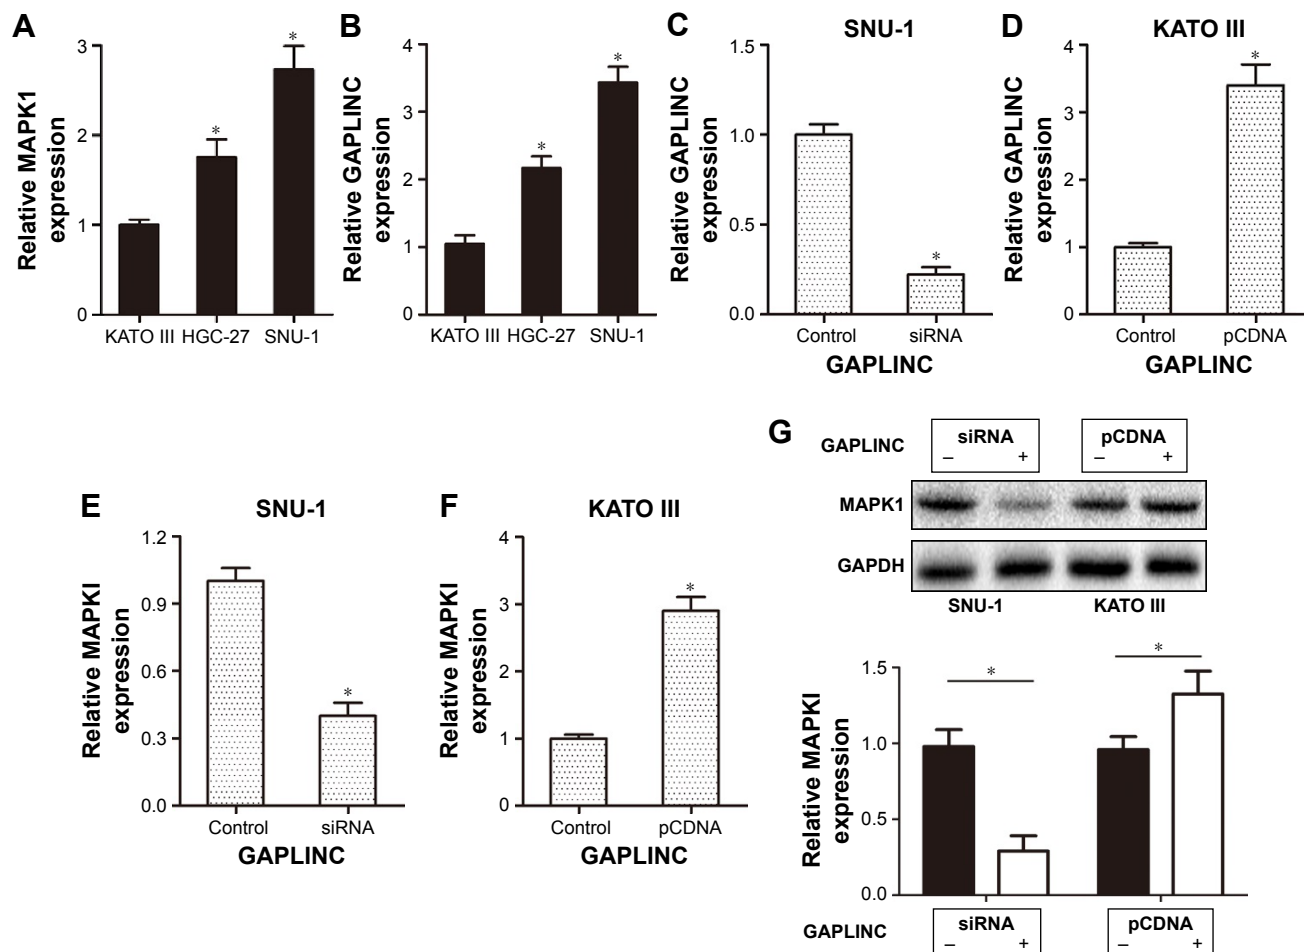 A
Relative MAPK1
expression
3
2
1
0
*
*
KATO III HGC-27 SNU-1
B
Relative GAPLINC
expression
4
3
2
1
0
*
*
KATO III HGC-27 SNU-1
C
SNU-1
Relative GAPLINC
expression
1.5
1.0
0.5
0.0
*
Control siRNA
GAPLINC
D
KATO III
Relative GAPLINC
expression
4
3
2
1
0
*
Control pCDNA
GAPLINC
E
SNU-1
Relative MAPKI
expression
1.2
0.9
0.6
0.3
0.0
*
Control siRNA
GAPLINC
F
KATO III
Relative MAPKI
expression
4
3
2
1
0
*
Control pCDNA
GAPLINC
G
GAPLINC
siRNA
– +
pCDNA
– +
MAPK1
GAPDH
SNU-1 KATO III
Relative MAPKI
expression
1.5
1.0
0.5
0.0
*
*
GAPLINC
siRNA
– +
pCDNA
– +